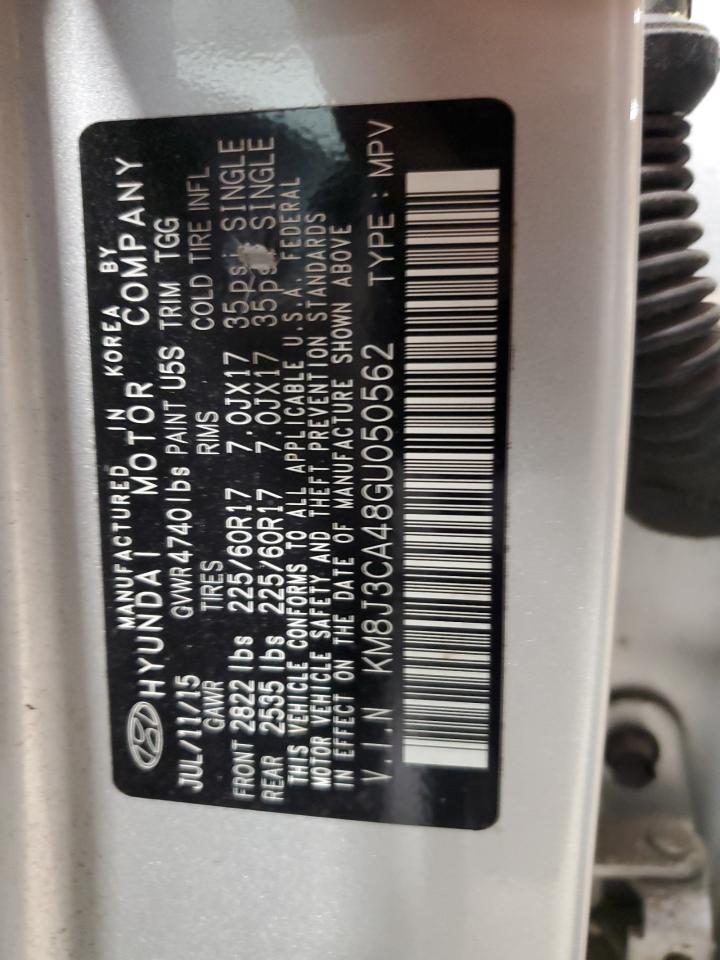 MANUFACTURED IN KOREA BY
HYUNDAI MOTOR COMPANY
JUL/11/15 GVWR4740lbs PAINT U5S TRIM TGG
GAWR TIRES RIMS COLD TIRE INFL
FRONT 2822 lbs 225/60R17 7.0JX17 35psi SINGLE
REAR 2535 lbs 225/60R17 7.0JX17 35psi SINGLE
THIS VEHICLE CONFORMS TO ALL APPLICABLE U.S.A. FEDERAL
MOTOR VEHICLE SAFETY AND THEFT PREVENTION STANDARDS
IN EFFECT ON THE DATE OF MANUFACTURE SHOWN ABOVE
V.I.N KM8J3CA48GU050562 TYPE : MPV